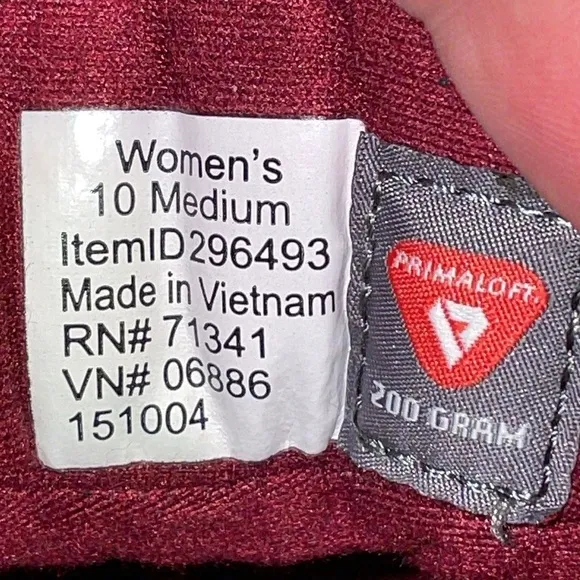 Women's
10 Medium
ItemID296493
Made in Vietnam
RN# 71341
VN# 06886
151004
PRIMALOFT
200 GRAM